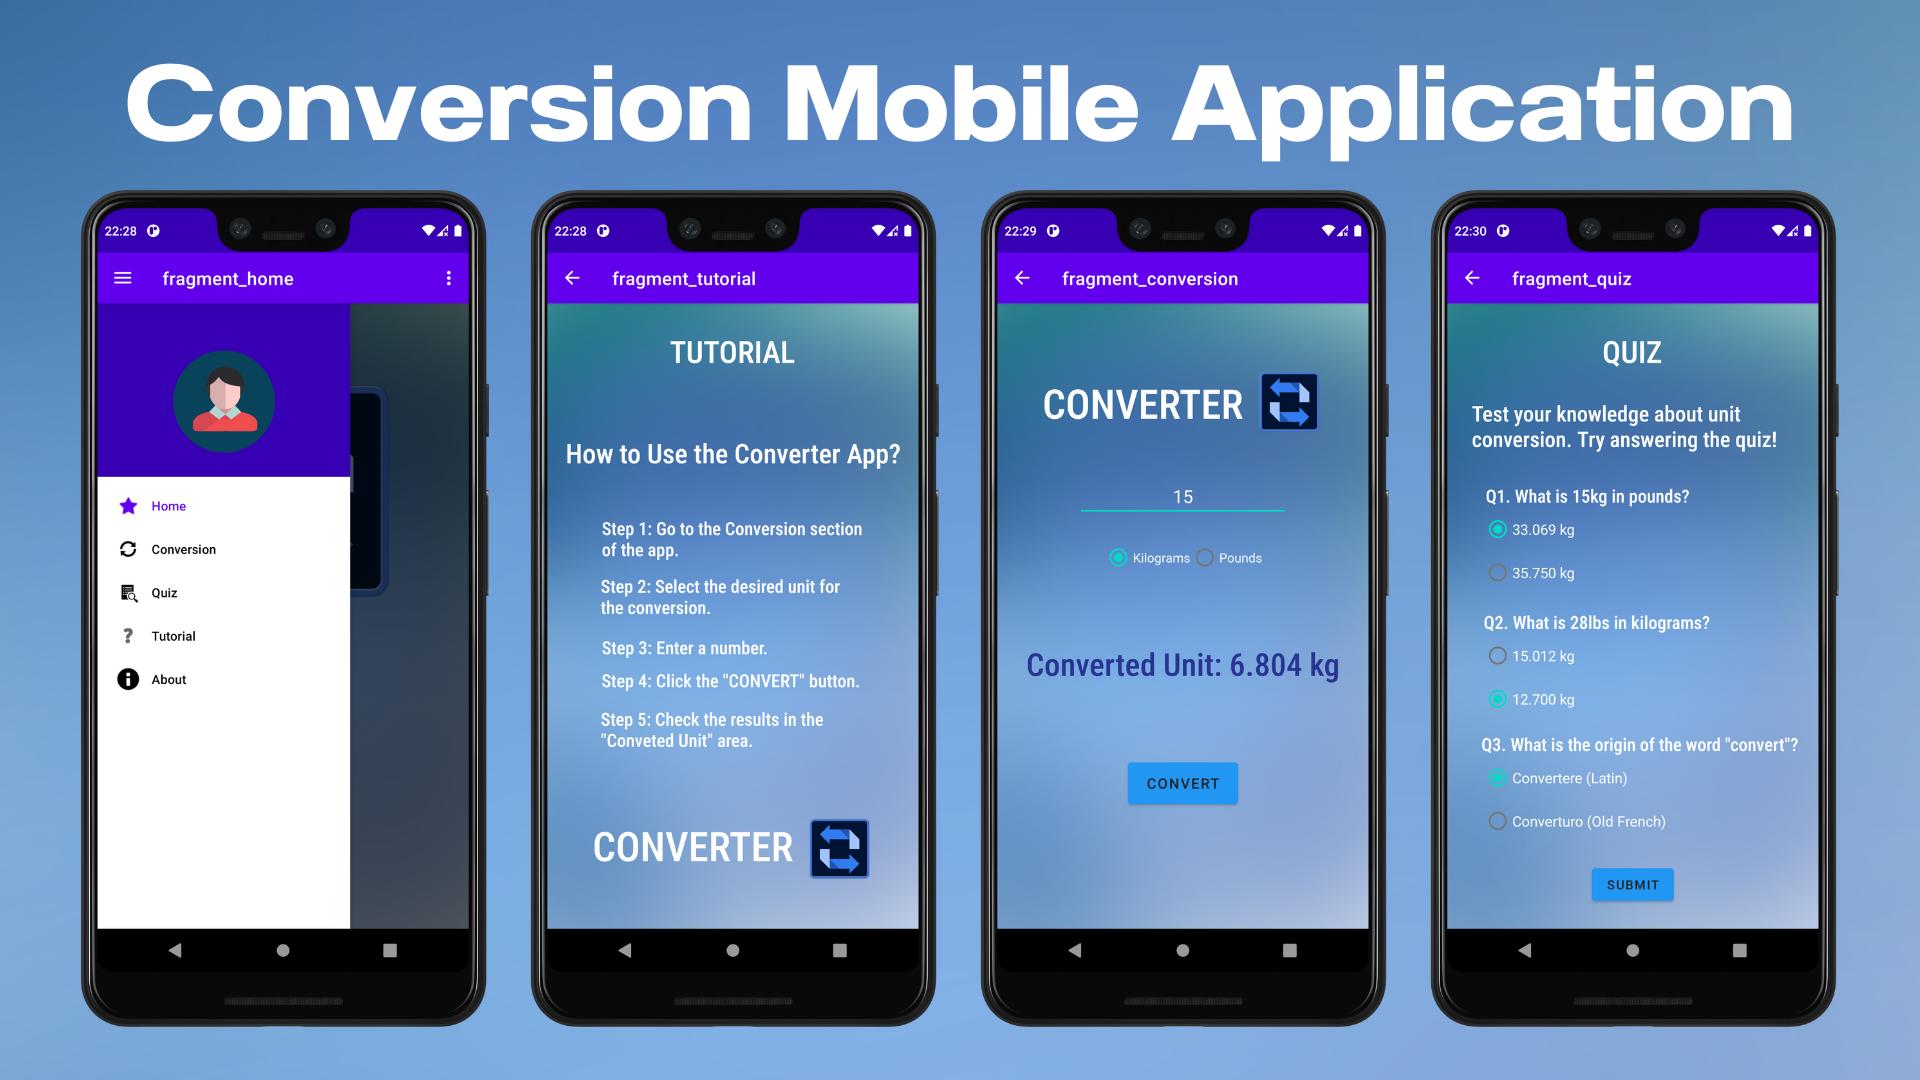 Conversion Mobile Application
22:28
fragment_home
Home
Conversion
Quiz
Tutorial
About
22:28
fragment_tutorial
TUTORIAL
How to Use the Converter App?
Step 1: Go to the Conversion section
of the app.
Step 2: Select the desired unit for
the conversion.
Step 3: Enter a number.
Step 4: Click the "CONVERT" button.
Step 5: Check the results in the
"Conveted Unit" area.
CONVERTER
22:29
fragment_conversion
CONVERTER
15
Kilograms Pounds
Converted Unit: 6.804 kg
CONVERT
22:30
fragment_quiz
QUIZ
Test your knowledge about unit
conversion. Try answering the quiz!
Q1. What is 15kg in pounds?
33.069 kg
35.750 kg
Q2. What is 28lbs in kilograms?
15.012 kg
12.700 kg
Q3. What is the origin of the word "convert"?
Convertere (Latin)
Converturo (Old French)
SUBMIT